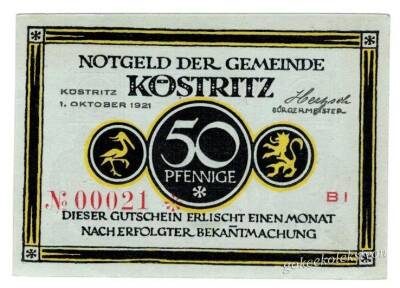 NOTGELD DER GEMEINDE
KÖSTRITZ
KÖSTRITZ
1. OKTOBER 1921
BÜRGERMEISTER
50
PFENNIGE
№ 00021
B I
DIESER GUTSCHEIN ERLISCHT EINEN MONAT
NACH ERFOLGTER BEKAÑTMACHUNG